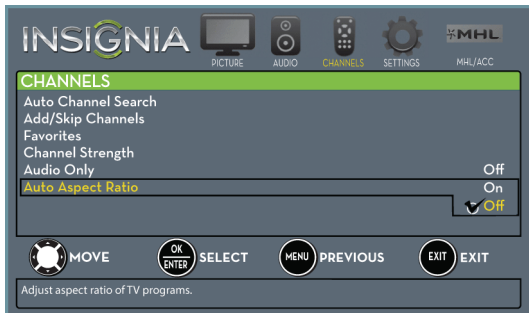 INSIGNIA
MHL
PICTURE AUDIO CHANNELS SETTINGS MHL/ACC
CHANNELS
Auto Channel Search
Add/Skip Channels
Favorites
Channel Strength
Audio Only Off
Auto Aspect Ratio On
Off
MOVE OK ENTER SELECT MENU PREVIOUS EXIT EXIT
Adjust aspect ratio of TV programs.